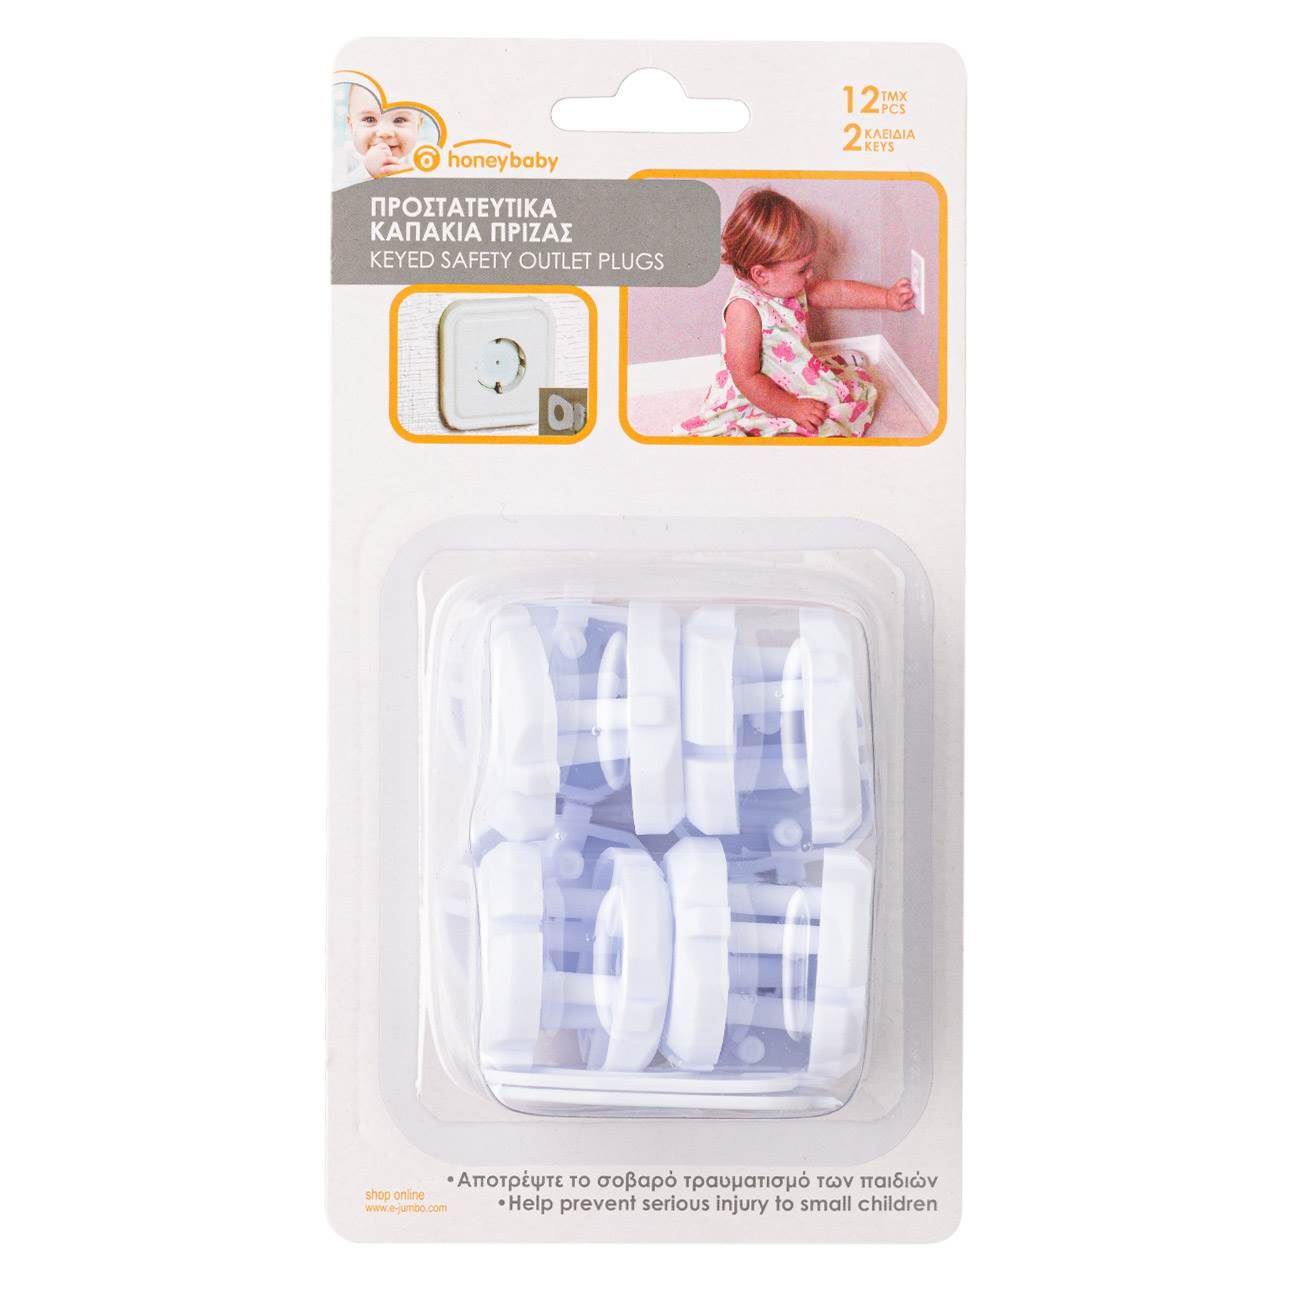 12 ΤΜΧ
PCS
2 ΚΛΕΙΔΙΑ
KEYS
honeybaby
ΠΡΟΣΤΑΤΕΥΤΙΚΑ
ΚΑΠΑΚΙΑ ΠΡΙΖΑΣ
KEYED SAFETY OUTLET PLUGS
•Αποτρέψτε το σοβαρό τραυματισμό των παιδιών
•Help prevent serious injury to small children
shop online
www.e-jumbo.com